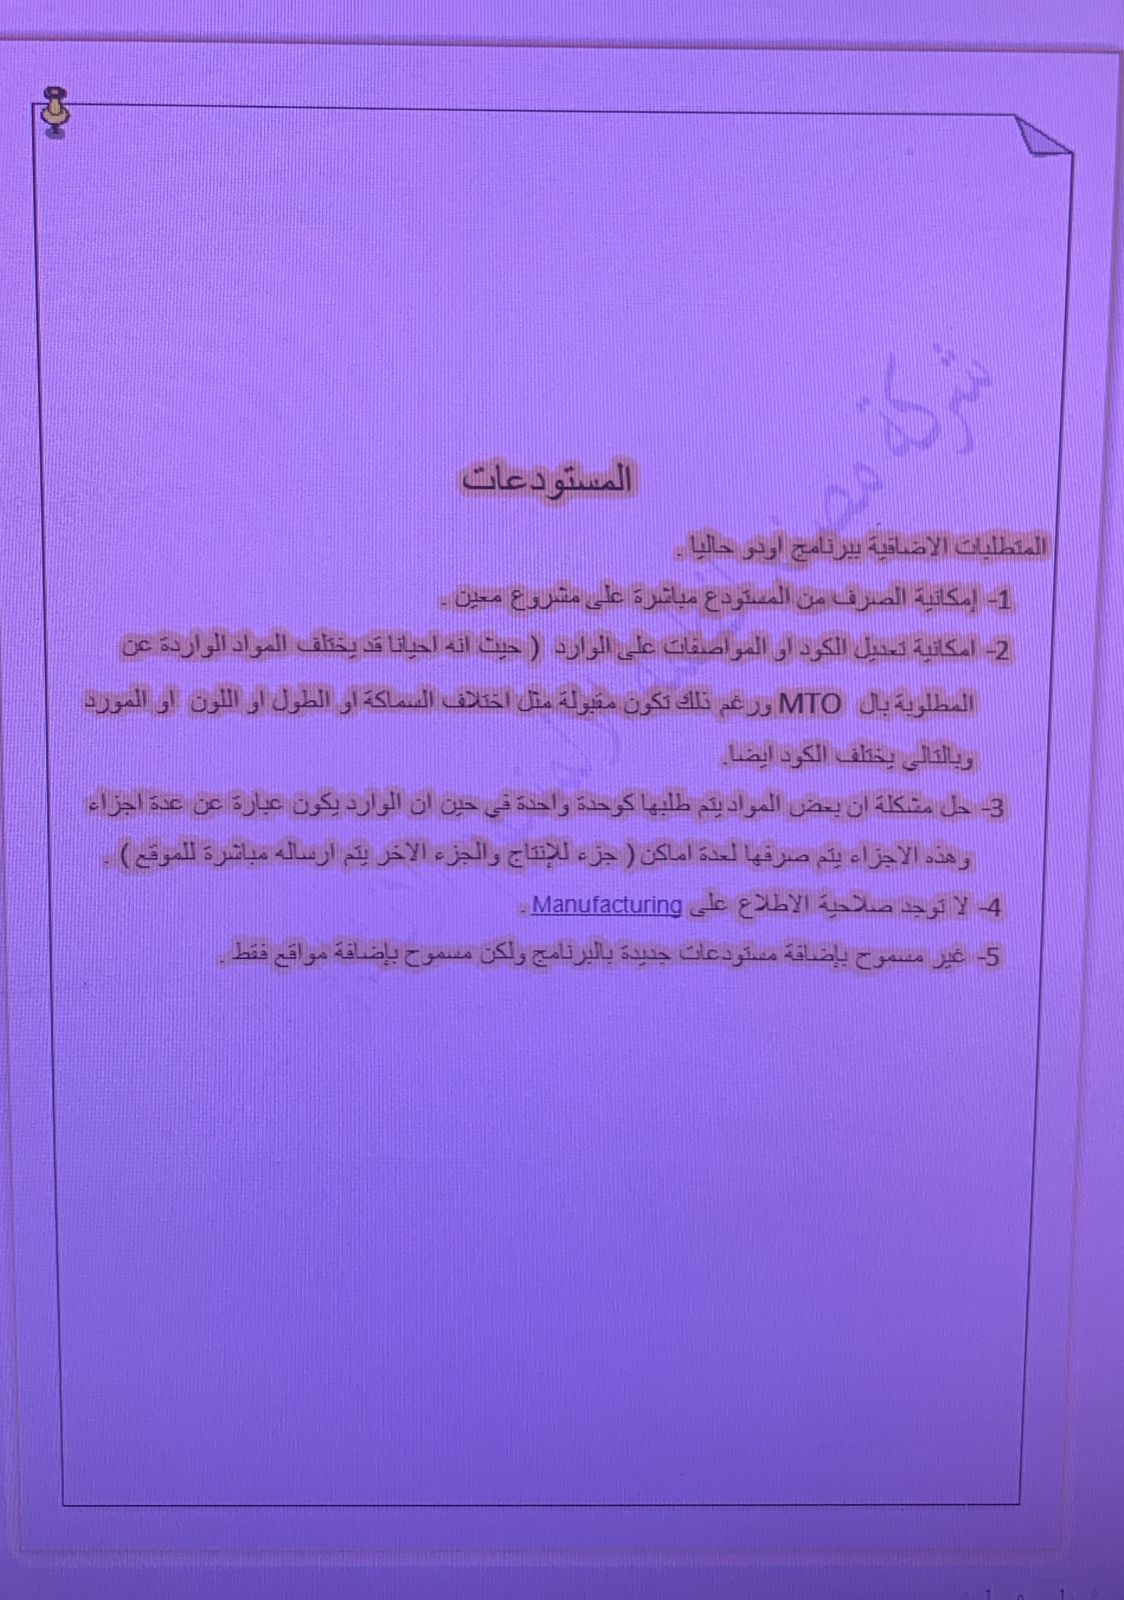 شركة مصنع
المستودعات
المتطلبات الاضافية ببرنامج اودو حاليا .
1- إمكانية الصرف من المستودع مباشرة على مشروع معين .
2- امكانية تعديل الكود او المواصفات على الوارد ( حيث انه احيانا قد يختلف المواد الواردة عن
المطلوبة بال MTO ورغم ذلك تكون مقبولة مثل اختلاف السماكة او الطول او اللون او المورد
وبالتالي يختلف الكود ايضا.
3- حل مشكلة ان بعض المواد يتم طلبها كوحدة واحدة في حين ان الوارد يكون عبارة عن عدة اجزاء
وهذه الاجزاء يتم صرفها لعدة اماكن ( جزء للإنتاج والجزء الاخر يتم ارساله مباشرة للموقع ) .
4- لا توجد صلاحية الاطلاع على Manufacturing .
5- غير مسموح بإضافة مستودعات جديدة بالبرنامج ولكن مسموح بإضافة مواقع فقط .